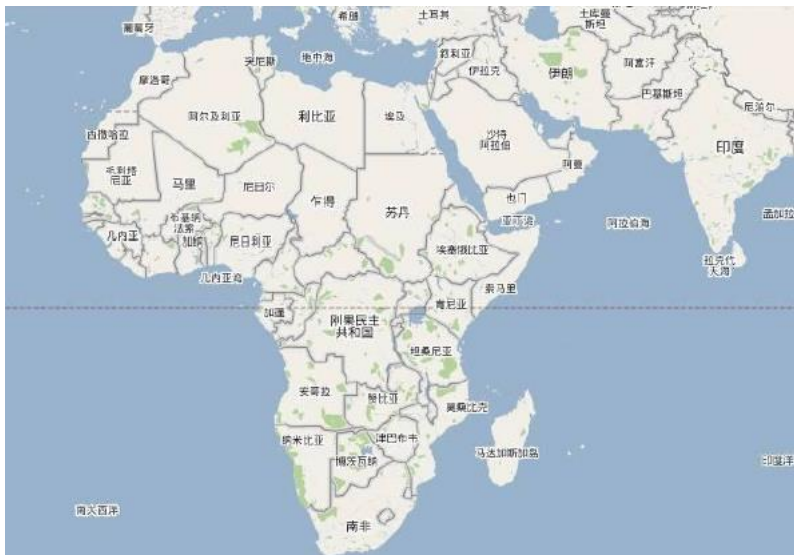 葡萄牙
希腊
土耳其
土库曼
斯坦
地中海
突尼斯
叙利亚
伊拉克
伊朗
阿富汗
摩洛哥
巴基斯坦
尼泊尔
阿尔及利亚
利比亚
埃及
西撒哈拉
沙特
阿拉伯
印度
阿曼
毛利塔
尼亚
马里
尼日尔
乍得
苏丹
也门
亚丁湾
阿拉伯海
孟加拉
布基纳
法索
几内亚
加纳
尼日利亚
埃塞俄比亚
拉克代
夫海
几内亚湾
索马里
肯尼亚
加蓬
刚果民主
共和国
坦桑尼亚
安哥拉
赞比亚
莫桑比克
纳米比亚
津巴布韦
博茨瓦纳
马达加斯加岛
印度洋
南大西洋
南非